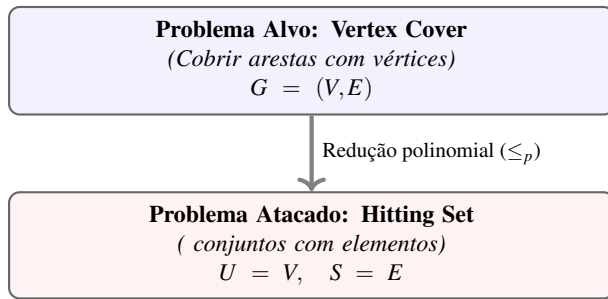 Problema Alvo: Vertex Cover
(Cobrir arestas com vértices)
G = (V,E)
Redução polinomial (≤p)
Problema Atacado: Hitting Set
( conjuntos com elementos)
U = V, S = E